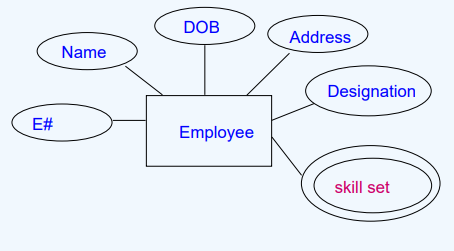 DOB
Address
Name
Designation
E#
Employee
skill set